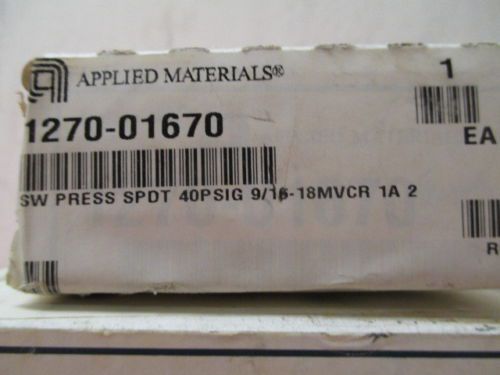 APPLIED MATERIALS®
1
1270-01670
EA
SW PRESS SPDT 40PSIG 9/16-18MVCR 1A 2
R